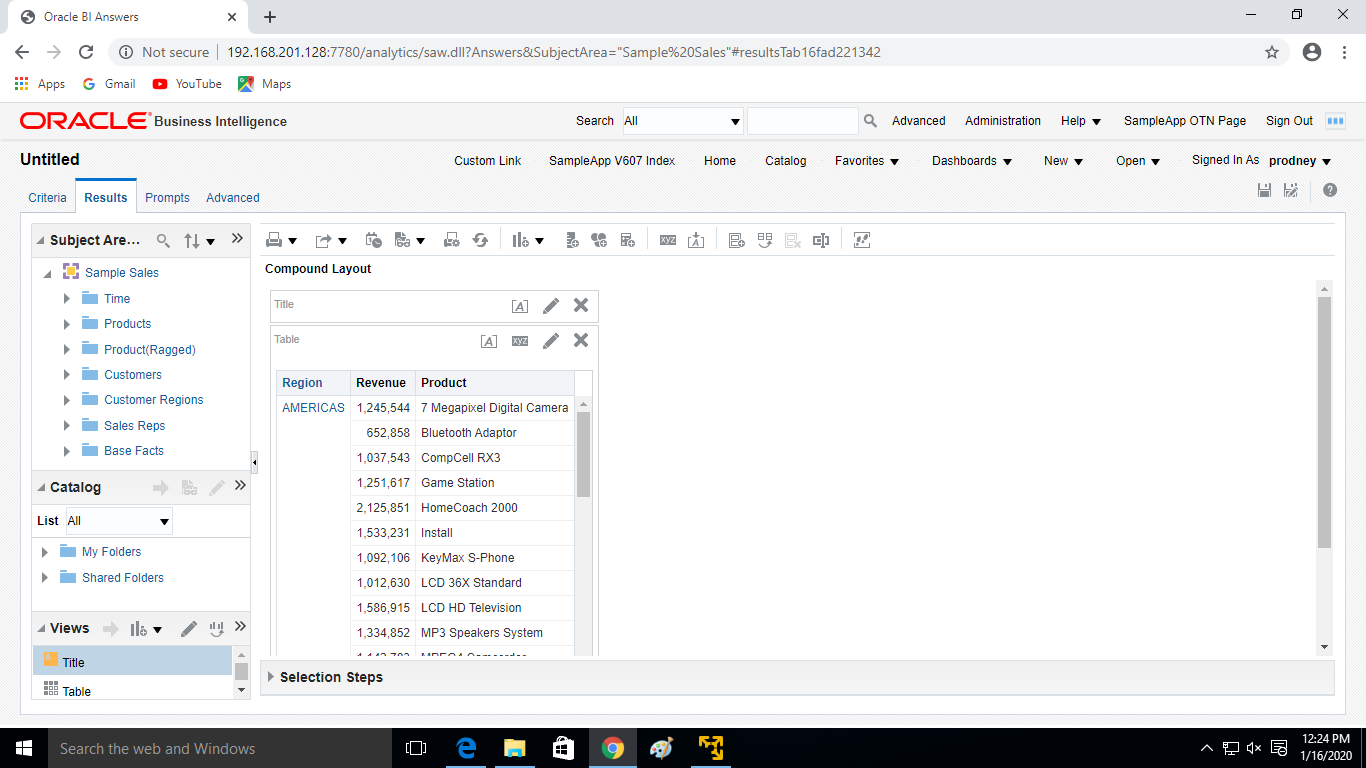 Oracle BI Answers
Not secure 192.168.201.128:7780/analytics/saw.dll?Answers&SubjectArea="Sample%20Sales"#resultsTab16fad221342
Apps Gmail YouTube Maps
ORACLE Business Intelligence
Search All Advanced Administration Help SampleApp OTN Page Sign Out
Untitled
Custom Link SampleApp V607 Index Home Catalog Favorites Dashboards New Open Signed In As prodney
Criteria Results Prompts Advanced
Subject Are...
Sample Sales
Time
Products
Product(Ragged)
Customers
Customer Regions
Sales Reps
Base Facts
Catalog
List All
My Folders
Shared Folders
Views
Title
Table
Compound Layout
Title
Table
Region Revenue Product
AMERICAS 1,245,544 7 Megapixel Digital Camera
652,858 Bluetooth Adaptor
1,037,543 CompCell RX3
1,251,617 Game Station
2,125,851 HomeCoach 2000
1,533,231 Install
1,092,106 KeyMax S-Phone
1,012,630 LCD 36X Standard
1,586,915 LCD HD Television
1,334,852 MP3 Speakers System
Selection Steps
Search the web and Windows
12:24 PM
1/16/2020